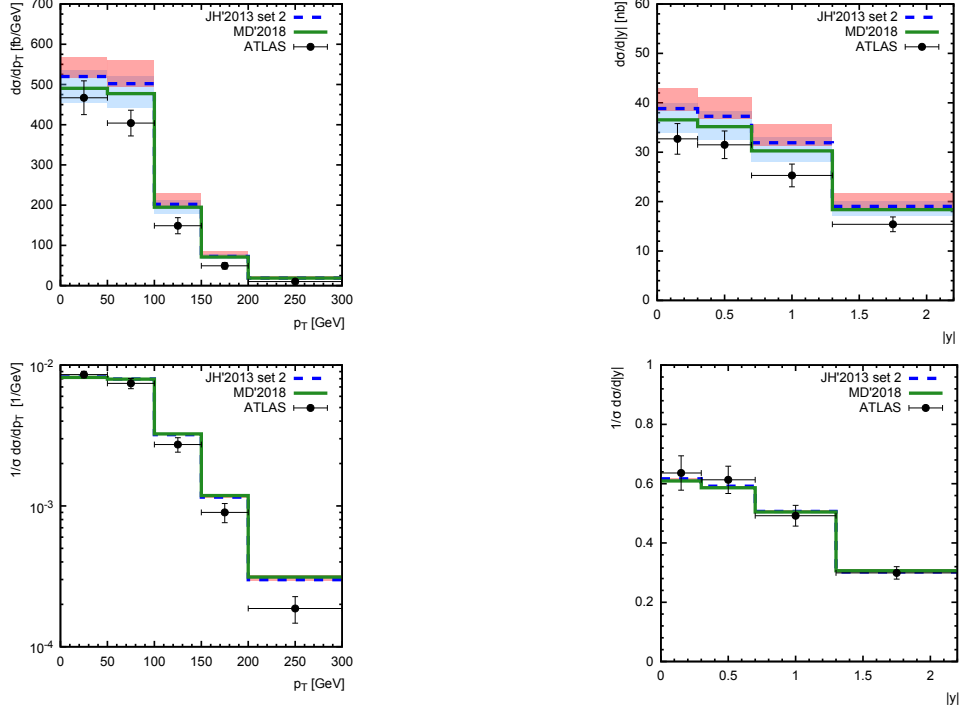 dσ/dp_T [fb/GeV]
700
600
500
400
300
200
100
0
JH'2013 set 2
MD'2018
ATLAS
0 50 100 150 200 250 300
p_T [GeV]
dσ/d|y| [nb]
60
50
40
30
20
10
0
JH'2013 set 2
MD'2018
ATLAS
0 0.5 1 1.5 2
|y|
1/σ dσ/dp_T [1/GeV]
10^-2
10^-3
10^-4
JH'2013 set 2
MD'2018
ATLAS
0 50 100 150 200 250 300
p_T [GeV]
1/σ dσ/d|y|
1
0.8
0.6
0.4
0.2
0
JH'2013 set 2
MD'2018
ATLAS
0 0.5 1 1.5 2
|y|